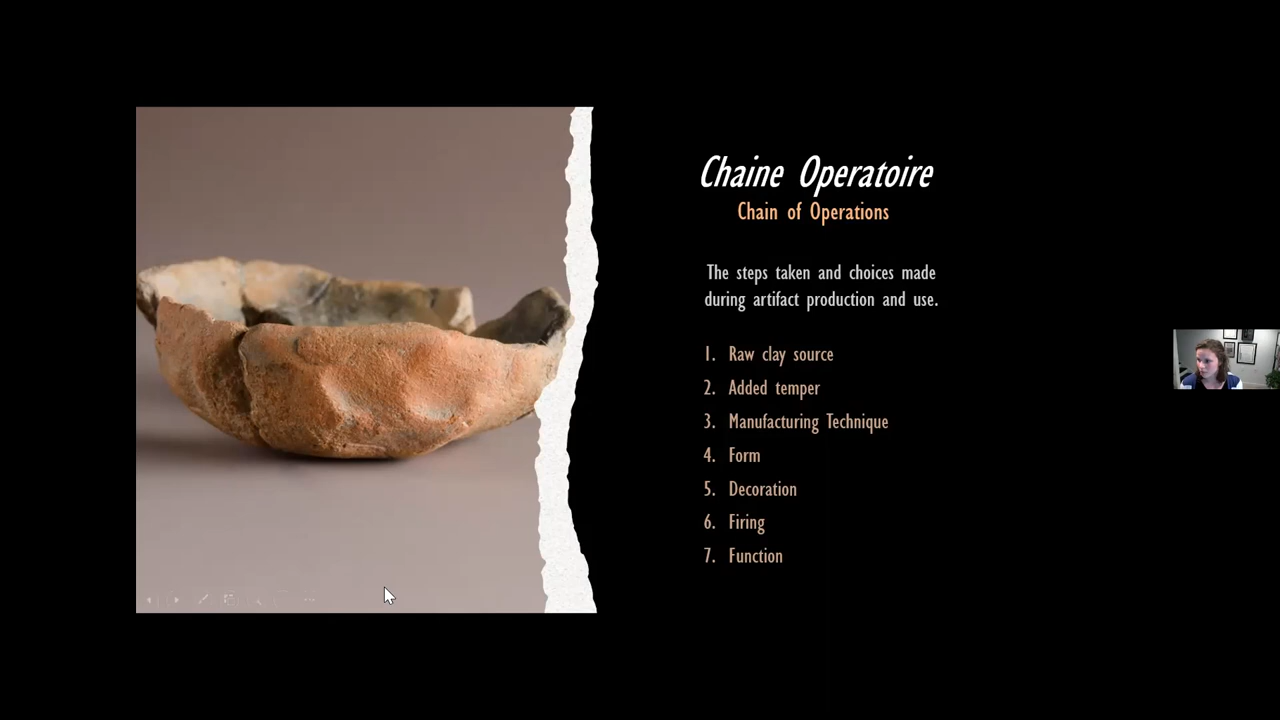 Chaine Operatoire
Chain of Operations
The steps taken and choices made
during artifact production and use.
1. Raw clay source
2. Added temper
3. Manufacturing Technique
4. Form
5. Decoration
6. Firing
7. Function